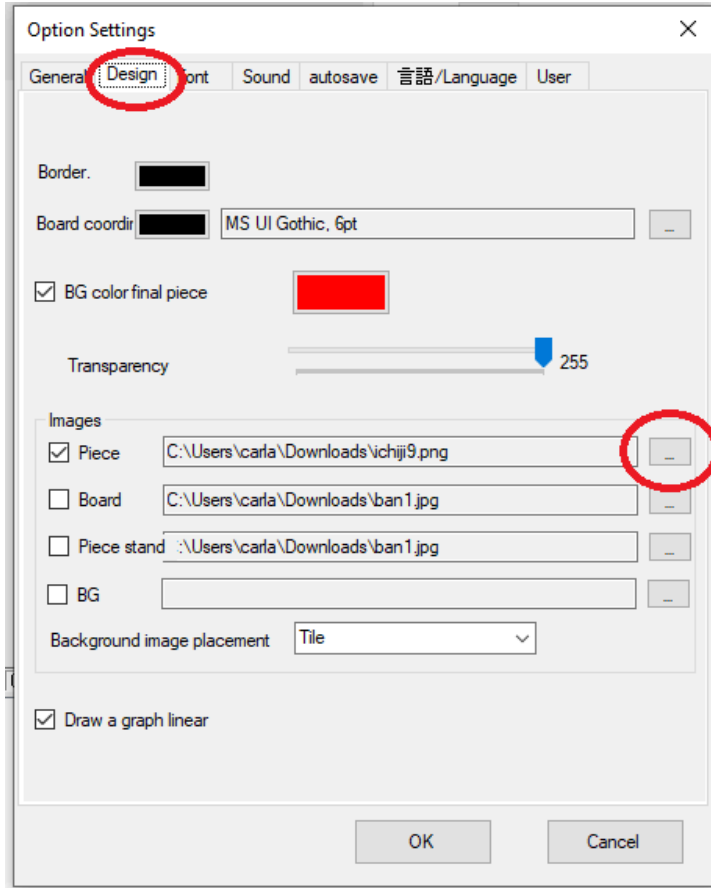 Option Settings
General Design Font Sound autosave 言語/Language User
Border.
Board coordir MS UI Gothic, 6pt ...
BG color final piece
Transparency 255
Images
Piece C:\Users\carla\Downloads\ichiji9.png ...
Board C:\Users\carla\Downloads\ban1.jpg ...
Piece stand :\Users\carla\Downloads\ban1.jpg ...
BG ...
Background image placement Tile
Draw a graph linear
OK Cancel